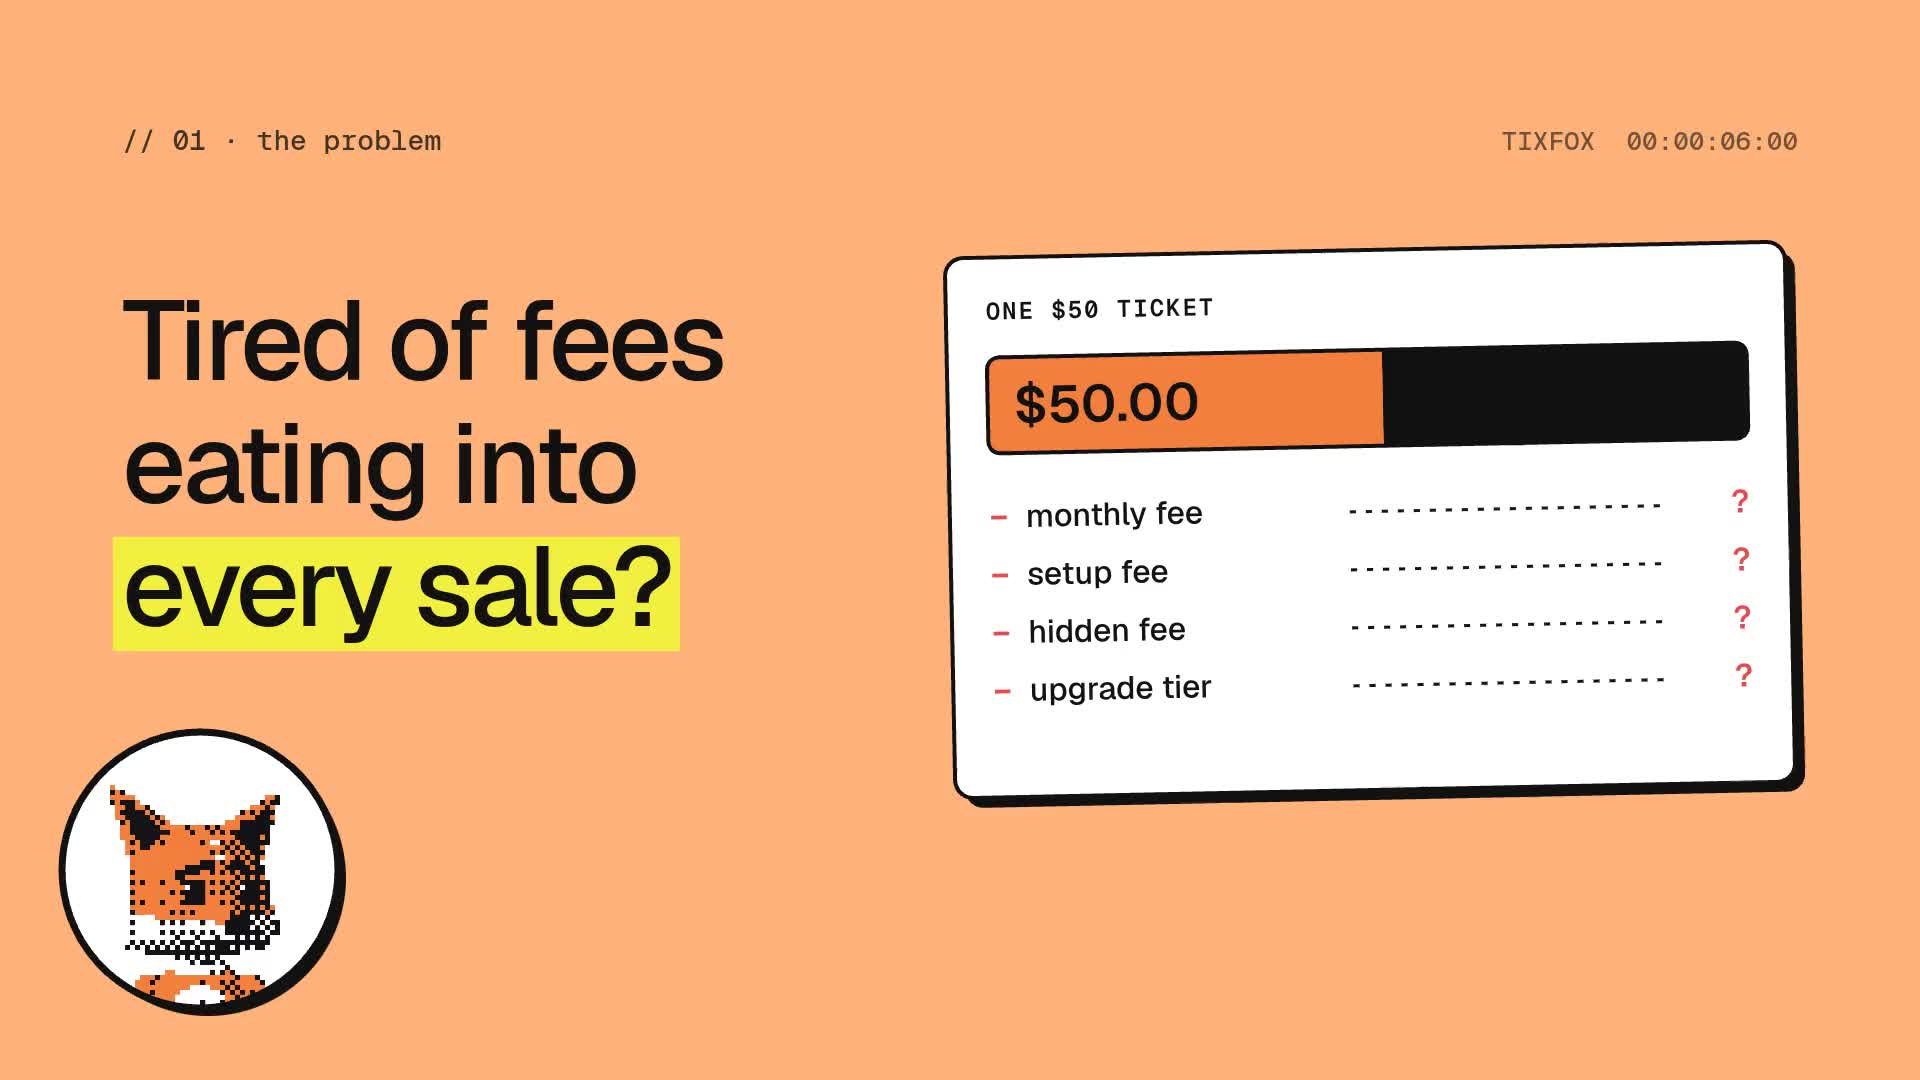 // 01 · the problem
TIXFOX 00:00:06:00
Tired of fees
eating into
every sale?
ONE $50 TICKET
$50.00
– monthly fee ?
– setup fee ?
– hidden fee ?
– upgrade tier ?